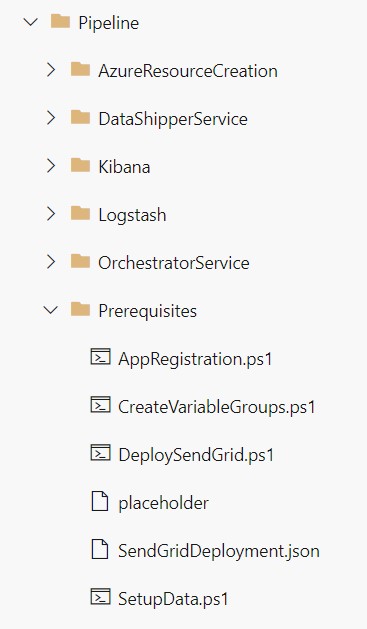 Pipeline
AzureResourceCreation
DataShipperService
Kibana
Logstash
OrchestratorService
Prerequisites
AppRegistration.ps1
CreateVariableGroups.ps1
DeploySendGrid.ps1
placeholder
SendGridDeployment.json
SetupData.ps1